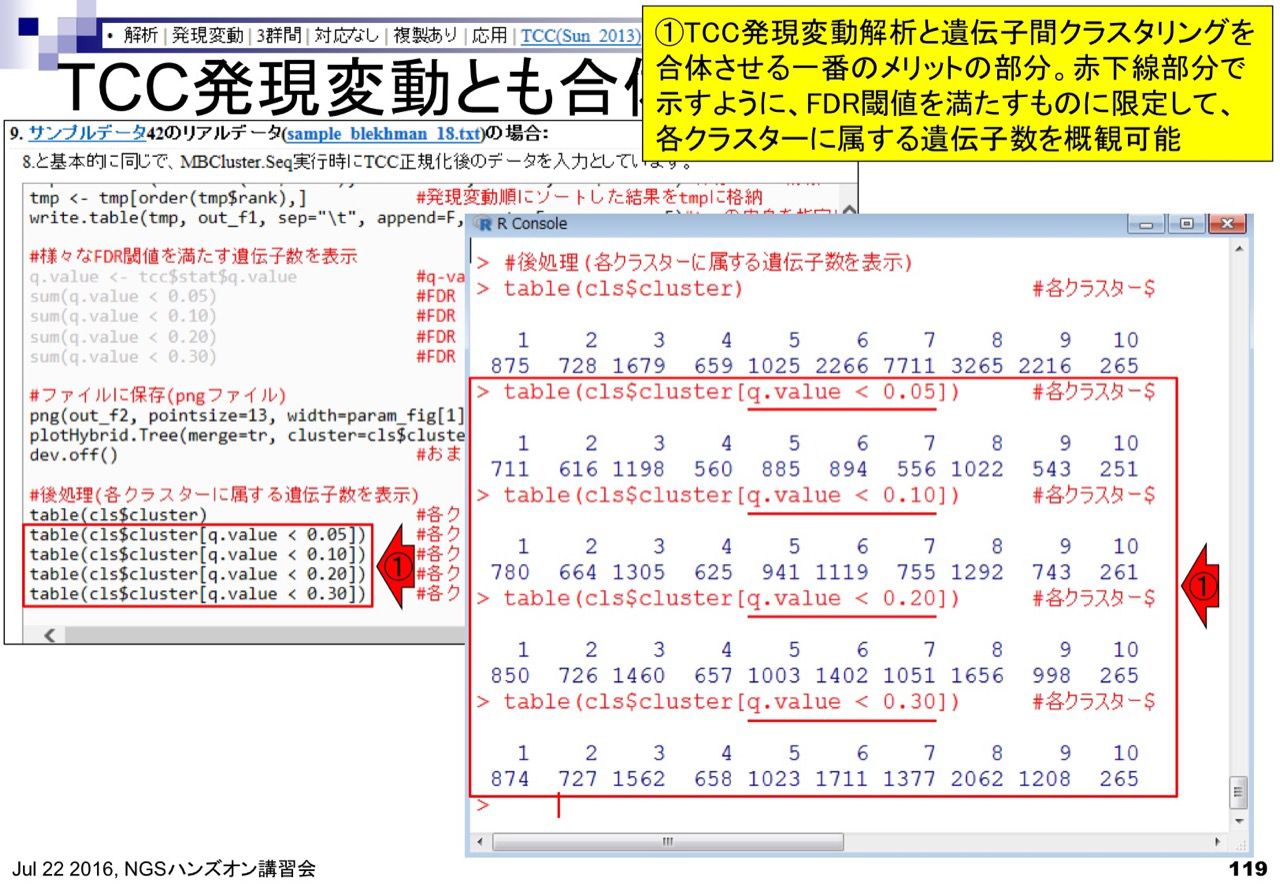 ・解析 | 発現変動 | 3群間 | 対応なし | 複製あり | 応用 | TCC(Sun_2013)
TCC発現変動とも合
①TCC発現変動解析と遺伝子間クラスタリングを
合体させる一番のメリットの部分。赤下線部分で
示すように、FDR閾値を満たすものに限定して、
各クラスターに属する遺伝子数を概観可能
9. サンプルデータ42のリアルデータ(sample_blekhman_18.txt)の場合:
8.と基本的に同じで、MBCluster.Seq実行時にTCC正規化後のデータを入力としています。
tmp <- tmp[order(tmp$rank),] #発現変動順にソートした結果をtmpに格納
write.table(tmp, out_f1, sep="\t", append=F,
#様々なFDR閾値を満たす遺伝子数を表示
q.value <- tcc$stat$q.value #q-va
sum(q.value < 0.05) #FDR
sum(q.value < 0.10) #FDR
sum(q.value < 0.20) #FDR
sum(q.value < 0.30) #FDR
#ファイルに保存(pngファイル)
png(out_f2, pointsize=13, width=param_fig[1]
plotHybrid.Tree(merge=tr, cluster=cls$cluste
dev.off() #おま
#後処理(各クラスターに属する遺伝子数を表示)
table(cls$cluster) #各ク
table(cls$cluster[q.value < 0.05]) #各ク
table(cls$cluster[q.value < 0.10]) #各ク
table(cls$cluster[q.value < 0.20]) #各ク
table(cls$cluster[q.value < 0.30]) #各ク
①
R Console
> #後処理(各クラスターに属する遺伝子数を表示)
> table(cls$cluster) #各クラスター$
1 2 3 4 5 6 7 8 9 10
875 728 1679 659 1025 2266 7711 3265 2216 265
> table(cls$cluster[q.value < 0.05]) #各クラスター$
1 2 3 4 5 6 7 8 9 10
711 616 1198 560 885 894 556 1022 543 251
> table(cls$cluster[q.value < 0.10]) #各クラスター$
1 2 3 4 5 6 7 8 9 10
780 664 1305 625 941 1119 755 1292 743 261
> table(cls$cluster[q.value < 0.20]) #各クラスター$
1 2 3 4 5 6 7 8 9 10
850 726 1460 657 1003 1402 1051 1656 998 265
> table(cls$cluster[q.value < 0.30]) #各クラスター$
1 2 3 4 5 6 7 8 9 10
874 727 1562 658 1023 1711 1377 2062 1208 265
>
①
Jul 22 2016, NGSハンズオン講習会
119